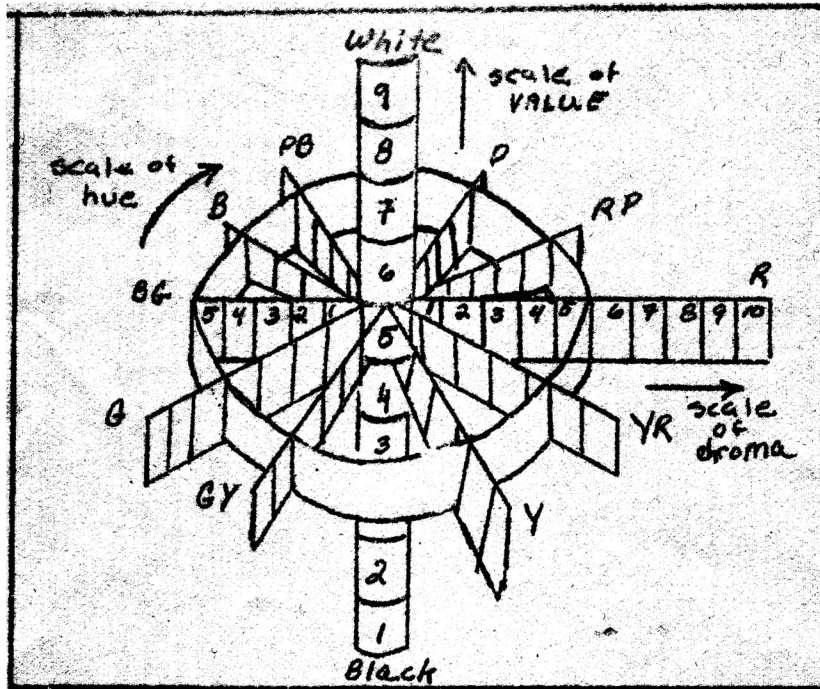 White
scale of
VALUE
9
8
7
6
5
4
3
2
1
Black
scale of
hue
PB
P
B
RP
BG
R
5 4 3 2 1
1 2 3 4 5 6 7 8 9 10
scale
of
chroma
G
YR
GY
Y